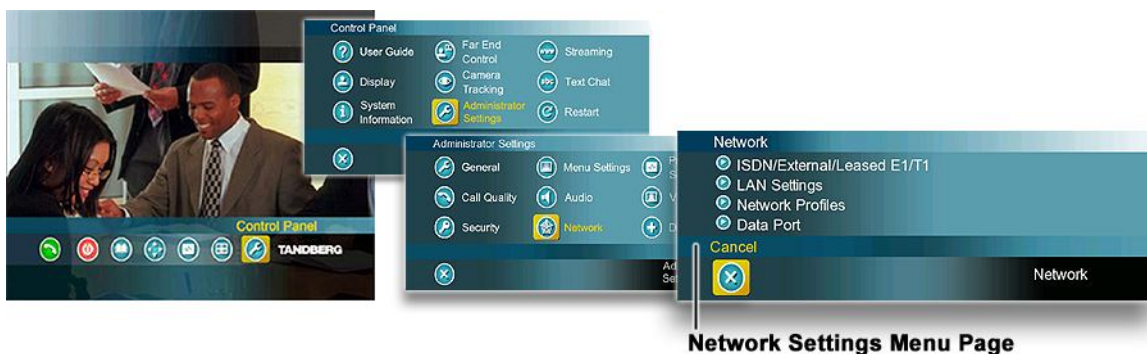 Control Panel
TANDBERG
Control Panel
User Guide
Far End
Control
Streaming
Display
Camera
Tracking
Text Chat
System
Information
Administrator
Settings
Restart
Administrator Settings
General
Menu Settings
Call Quality
Audio
Security
Network
Network
ISDN/External/Leased E1/T1
LAN Settings
Network Profiles
Data Port
Cancel
Network
Network Settings Menu Page